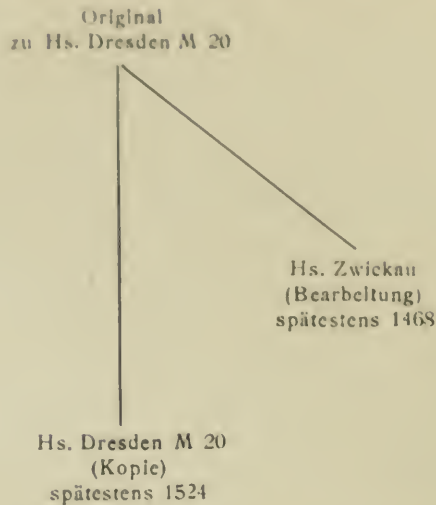 Original
zu Hs. Dresden M 20
Hs. Zwickau
(Bearbeitung)
spätestens 1468
Hs. Dresden M 20
(Kopie)
spätestens 1524